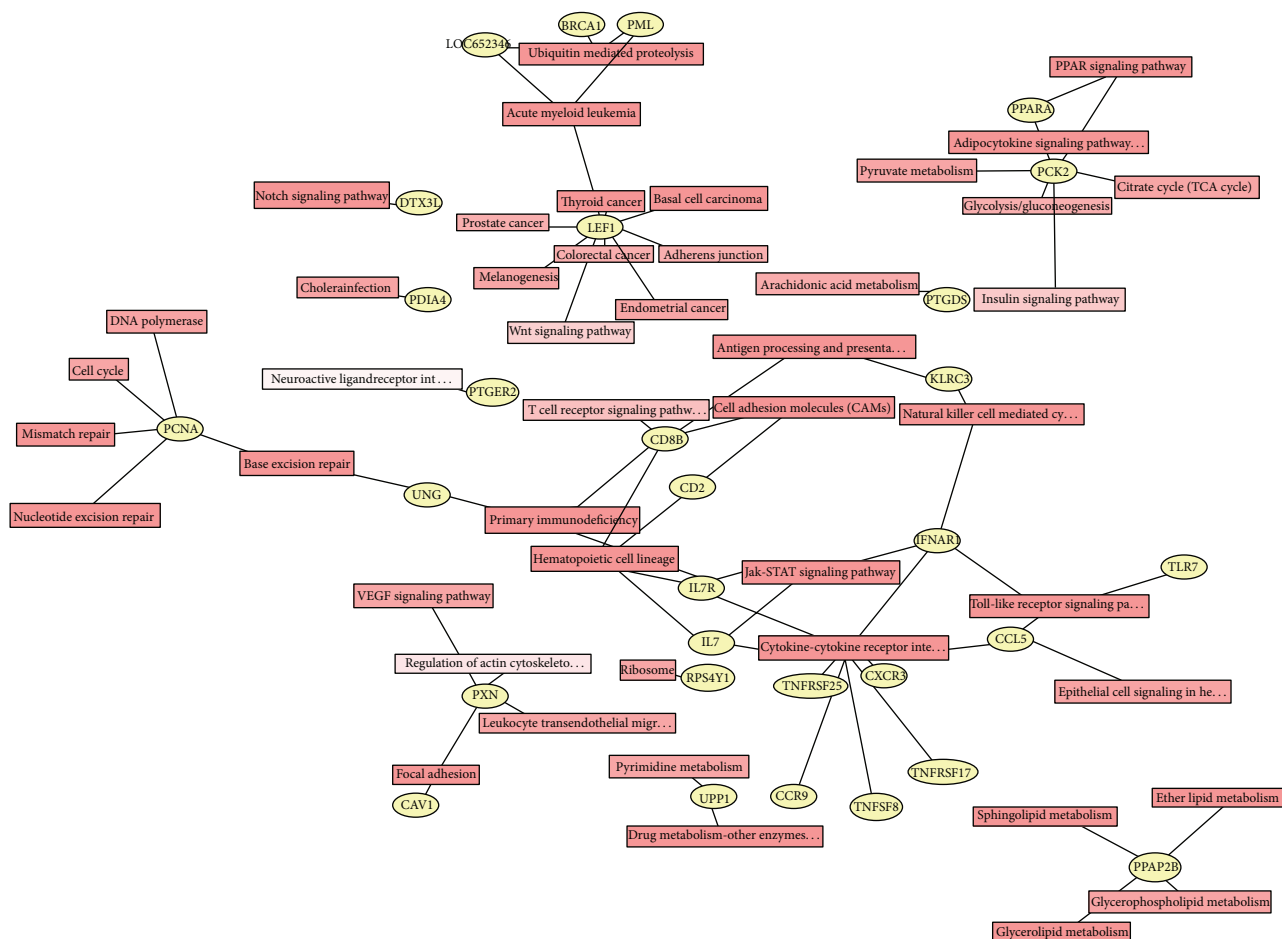 BRCA1
PML
LOC652346
Ubiquitin mediated proteolysis
PPAR signaling pathway
PPARA
Acute myeloid leukemia
Adipocytokine signaling pathway...
Pyruvate metabolism
PCK2
Citrate cycle (TCA cycle)
Notch signaling pathway
DTX3L
Thyroid cancer
Basal cell carcinoma
Glycolysis/gluconeogenesis
Prostate cancer
LEF1
Colorectal cancer
Adherens junction
Melanogenesis
Cholerainfection
PDIA4
Arachidonic acid metabolism
PTGDS
Insulin signaling pathway
Endometrial cancer
DNA polymerase
Wnt signaling pathway
Antigen processing and presenta...
Cell cycle
Neuroactive ligandreceptor int ...
PTGER2
KLRC3
T cell receptor signaling pathw...
Cell adhesion molecules (CAMs)
Natural killer cell mediated cy...
Mismatch repair
PCNA
CD8B
Base excision repair
UNG
CD2
Nucleotide excision repair
Primary immunodeficiency
IFNAR1
Hematopoietic cell lineage
Jak-STAT signaling pathway
TLR7
IL7R
VEGF signaling pathway
Toll-like receptor signaling pa...
IL7
Cytokine-cytokine receptor inte...
CCL5
Regulation of actin cytoskeleto...
Ribosome
RPS4Y1
TNFRSF25
CXCR3
Epithelial cell signaling in he...
PXN
Leukocyte transendothelial migr...
Focal adhesion
Pyrimidine metabolism
TNFRSF17
CAV1
UPP1
CCR9
TNFSF8
Ether lipid metabolism
Sphingolipid metabolism
Drug metabolism-other enzymes...
PPAP2B
Glycerophospholipid metabolism
Glycerolipid metabolism